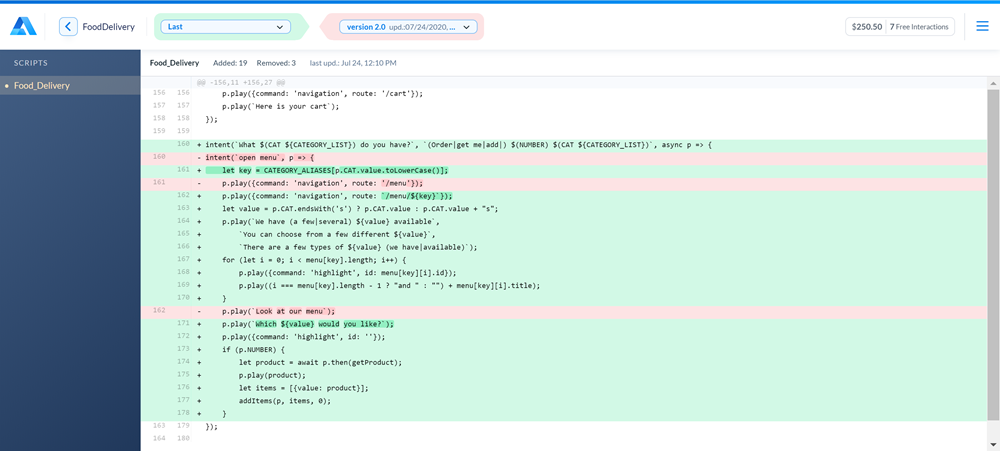 FoodDelivery
Last
version 2.0 upd.:07/24/2020, ...
$250.50 7 Free Interactions
SCRIPTS
Food_Delivery
Food_Delivery Added: 19 Removed: 3 last upd.: Jul 24, 12:10 PM
@@ -156,11 +156,27 @@
156 156 p.play({command: 'navigation', route: '/cart'});
157 157 p.play(`Here is your cart`);
158 158 });
159 159
160 + intent(`What $(CAT ${CATEGORY_LIST}) do you have?`, `(Order|get me|add|) $(NUMBER) $(CAT ${CATEGORY_LIST})`, async p => {
160 - intent(`open menu`, p => {
161 + let key = CATEGORY_ALIASES[p.CAT.value.toLowerCase()];
161 - p.play({command: 'navigation', route: '/menu'});
162 + p.play({command: 'navigation', route: `/menu/${key}`});
163 + let value = p.CAT.endsWith('s') ? p.CAT.value : p.CAT.value + "s";
164 + p.play(`We have (a few|several) ${value} available`,
165 + `You can choose from a few different ${value}`,
166 + `There are a few types of ${value} (we have|available)`);
167 + for (let i = 0; i < menu[key].length; i++) {
168 + p.play({command: 'highlight', id: menu[key][i].id});
169 + p.play((i === menu[key].length - 1 ? "and " : "") + menu[key][i].title);
170 + }
162 - p.play(`Look at our menu`);
171 + p.play(`Which ${value} would you like?`);
172 + p.play({command: 'highlight', id: ''});
173 + if (p.NUMBER) {
174 + let product = await p.then(getProduct);
175 + p.play(product);
176 + let items = [{value: product}];
177 + addItems(p, items, 0);
178 + }
163 179 });
164 180